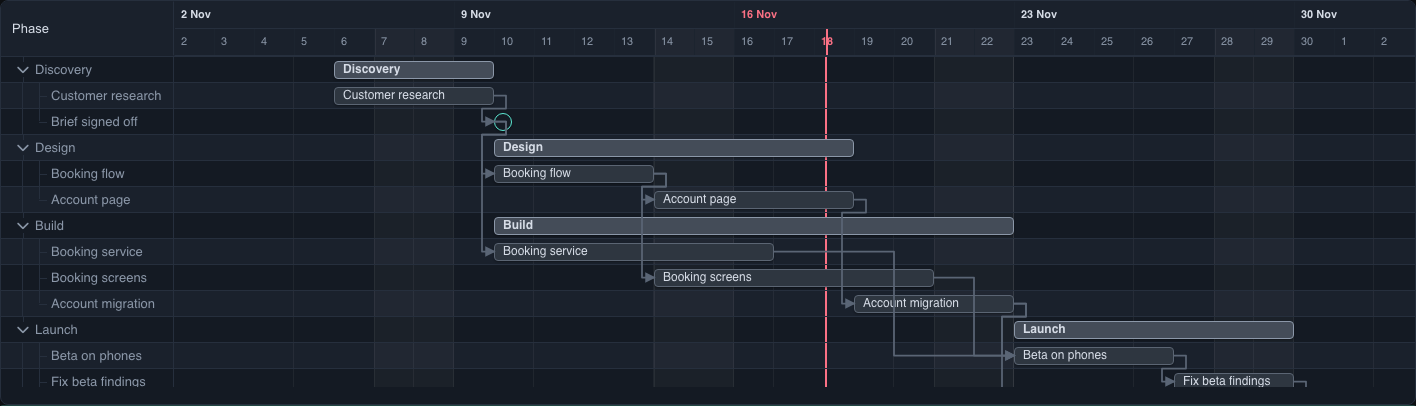 Phase
2 Nov 9 Nov 16 Nov 23 Nov 30 Nov
2 3 4 5 6 7 8 9 10 11 12 13 14 15 16 17 18 19 20 21 22 23 24 25 26 27 28 29 30 1 2
Discovery Discovery
Customer research Customer research
Brief signed off
Design Design
Booking flow Booking flow
Account page Account page
Build Build
Booking service Booking service
Booking screens Booking screens
Account migration Account migration
Launch Launch
Beta on phones Beta on phones
Fix beta findings Fix beta findings